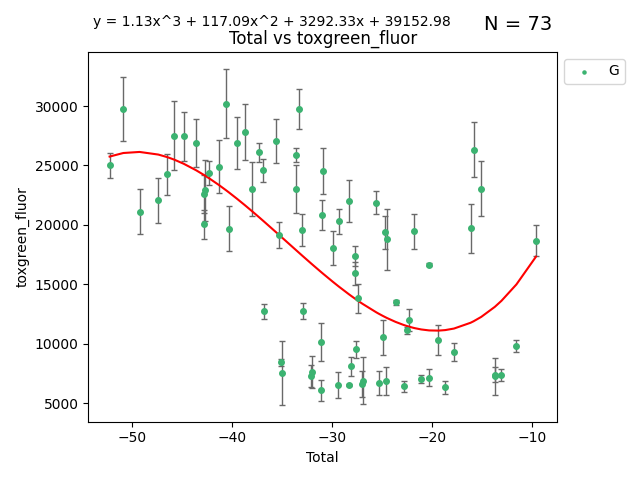 y = 1.13x^3 + 117.09x^2 + 3292.33x + 39152.98
N = 73
Total vs toxgreen_fluor
G
toxgreen_fluor
30000
25000
20000
15000
10000
5000
−50 −40 −30 −20 −10
Total